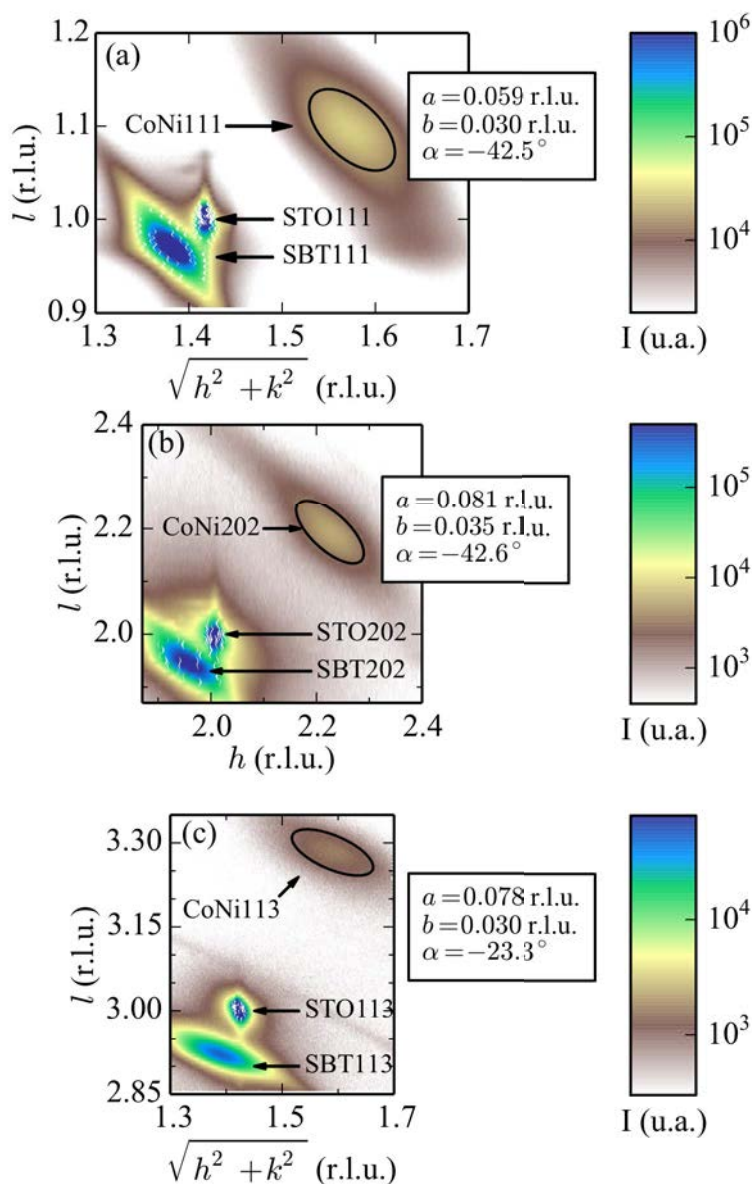 (a)
1.2
1.1
1.0
0.9
l (r.l.u.)
CoNi111
STO111
SBT111
a = 0.059 r.l.u.
b = 0.030 r.l.u.
α = −42.5°
1.3 1.4 1.5 1.6 1.7
√h² + k² (r.l.u.)
10⁶
10⁵
10⁴
I (u.a.)
(b)
2.4
2.2
2.0
l (r.l.u.)
CoNi202
STO202
SBT202
a = 0.081 r.l.u.
b = 0.035 r.l.u.
α = −42.6°
2.0 2.2 2.4
h (r.l.u.)
10⁵
10⁴
10³
I (u.a.)
(c)
3.30
3.15
3.00
2.85
l (r.l.u.)
CoNi113
STO113
SBT113
a = 0.078 r.l.u.
b = 0.030 r.l.u.
α = −23.3°
1.3 1.5 1.7
√h² + k² (r.l.u.)
10⁴
10³
I (u.a.)